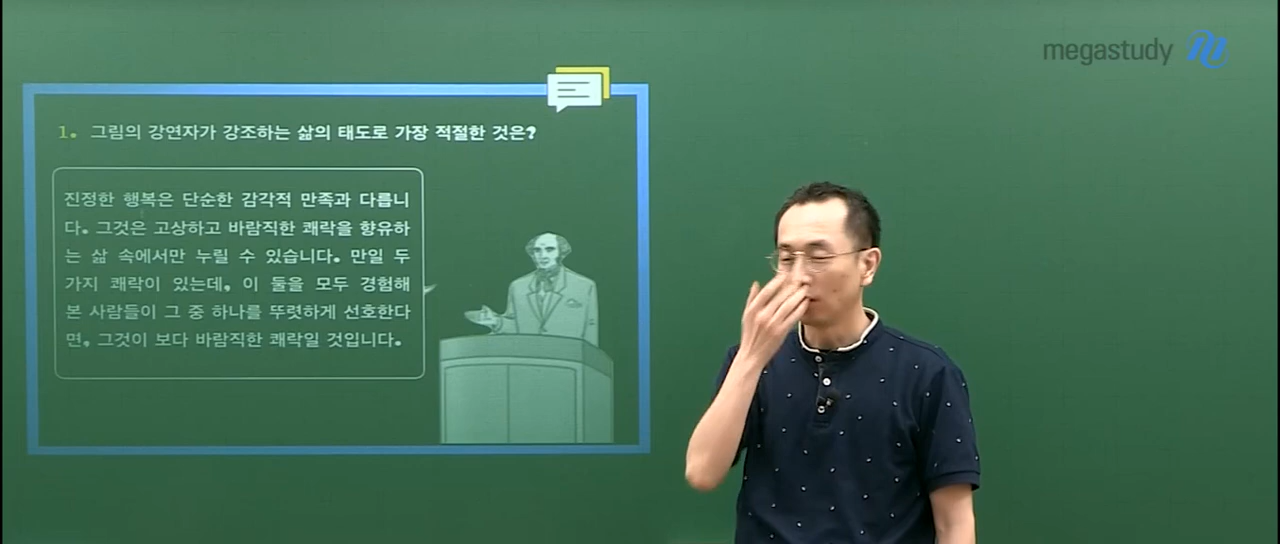 megastudy
1. 그림의 강연자가 강조하는 삶의 태도로 가장 적절한 것은?
진정한 행복은 단순한 감각적 만족과 다릅니
다. 그것은 고상하고 바람직한 쾌락을 향유하
는 삶 속에서만 누릴 수 있습니다. 만일 두
가지 쾌락이 있는데, 이 둘을 모두 경험해
본 사람들이 그 중 하나를 뚜렷하게 선호한다
면, 그것이 보다 바람직한 쾌락일 것입니다.